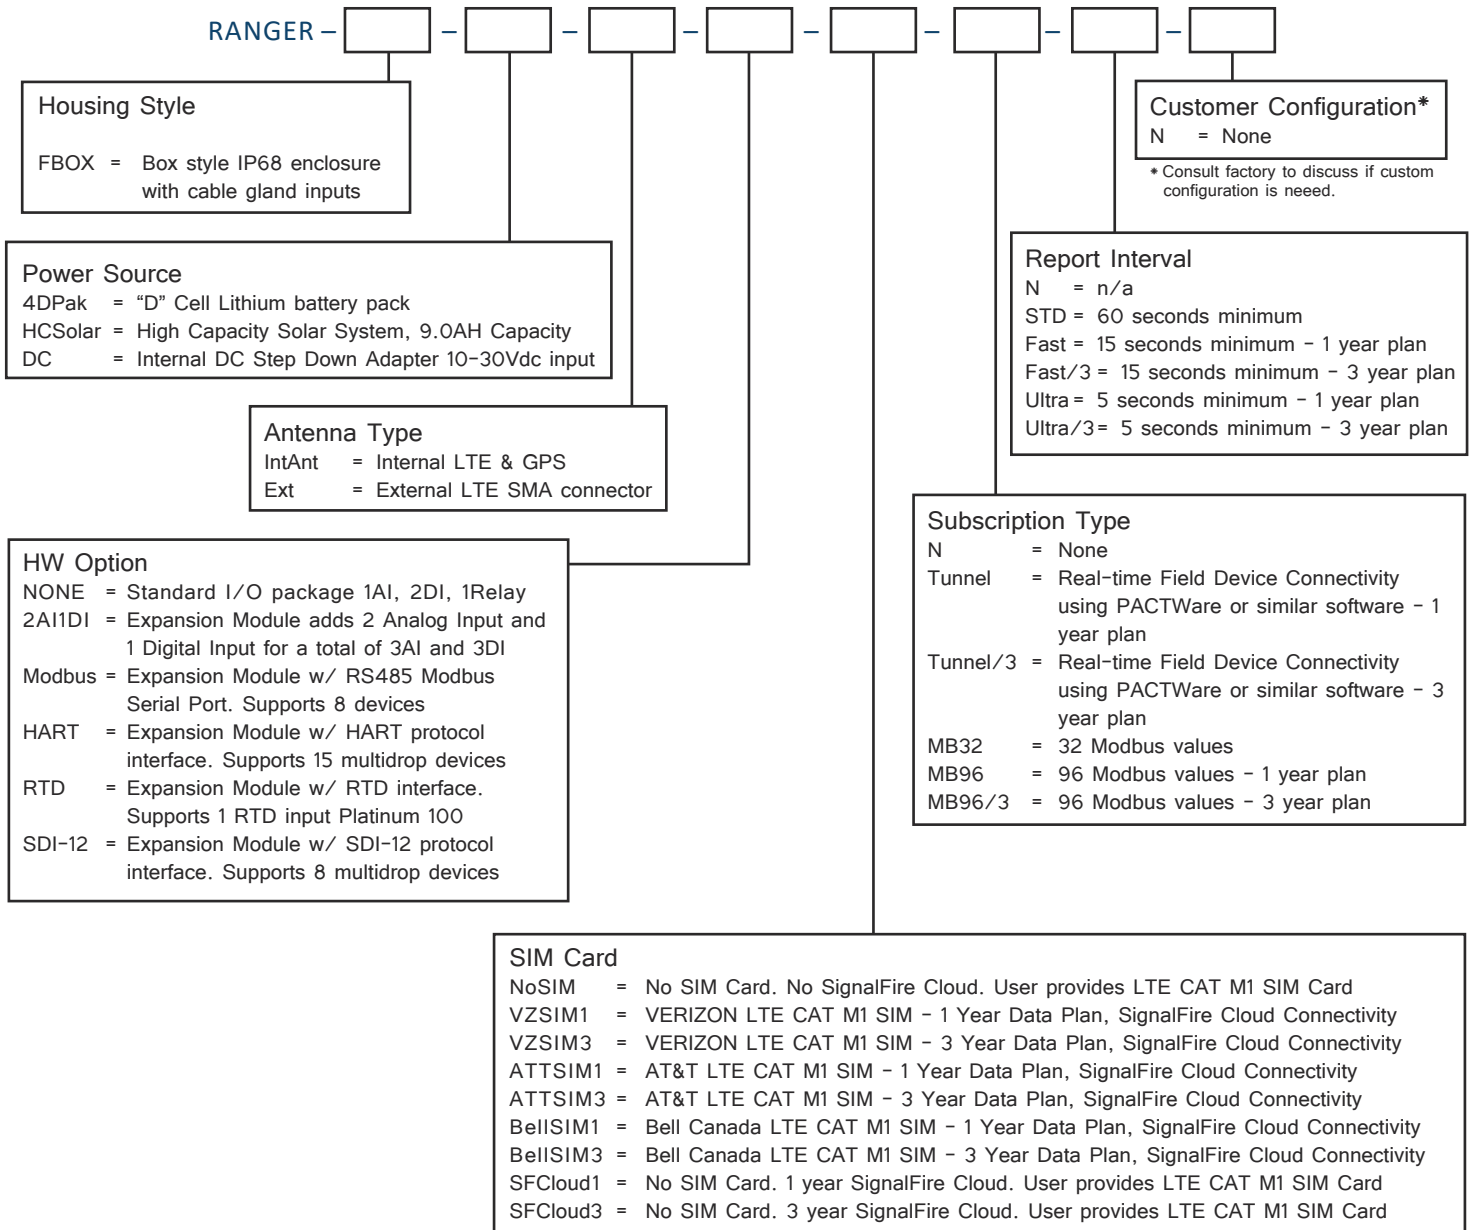 RANGER – – – – – – – –
Housing Style
FBOX = Box style IP68 enclosure
with cable gland inputs
Customer Configuration*
N = None
* Consult factory to discuss if custom
configuration is neeed.
Power Source
4DPak = “D” Cell Lithium battery pack
HCSolar = High Capacity Solar System, 9.0AH Capacity
DC = Internal DC Step Down Adapter 10-30Vdc input
Report Interval
N = n/a
STD = 60 seconds minimum
Fast = 15 seconds minimum - 1 year plan
Fast/3 = 15 seconds minimum - 3 year plan
Ultra = 5 seconds minimum - 1 year plan
Ultra/3= 5 seconds minimum - 3 year plan
Antenna Type
IntAnt = Internal LTE & GPS
Ext = External LTE SMA connector
Subscription Type
N = None
Tunnel = Real-time Field Device Connectivity
using PACTWare or similar software - 1
year plan
Tunnel/3 = Real-time Field Device Connectivity
using PACTWare or similar software - 3
year plan
MB32 = 32 Modbus values
MB96 = 96 Modbus values - 1 year plan
MB96/3 = 96 Modbus values - 3 year plan
HW Option
NONE = Standard I/O package 1AI, 2DI, 1Relay
2AI1DI = Expansion Module adds 2 Analog Input and
1 Digital Input for a total of 3AI and 3DI
Modbus = Expansion Module w/ RS485 Modbus
Serial Port. Supports 8 devices
HART = Expansion Module w/ HART protocol
interface. Supports 15 multidrop devices
RTD = Expansion Module w/ RTD interface.
Supports 1 RTD input Platinum 100
SDI-12 = Expansion Module w/ SDI-12 protocol
interface. Supports 8 multidrop devices
SIM Card
NoSIM = No SIM Card. No SignalFire Cloud. User provides LTE CAT M1 SIM Card
VZSIM1 = VERIZON LTE CAT M1 SIM - 1 Year Data Plan, SignalFire Cloud Connectivity
VZSIM3 = VERIZON LTE CAT M1 SIM - 3 Year Data Plan, SignalFire Cloud Connectivity
ATTSIM1 = AT&T LTE CAT M1 SIM - 1 Year Data Plan, SignalFire Cloud Connectivity
ATTSIM3 = AT&T LTE CAT M1 SIM - 3 Year Data Plan, SignalFire Cloud Connectivity
BellSIM1 = Bell Canada LTE CAT M1 SIM - 1 Year Data Plan, SignalFire Cloud Connectivity
BellSIM3 = Bell Canada LTE CAT M1 SIM - 3 Year Data Plan, SignalFire Cloud Connectivity
SFCloud1 = No SIM Card. 1 year SignalFire Cloud. User provides LTE CAT M1 SIM Card
SFCloud3 = No SIM Card. 3 year SignalFire Cloud. User provides LTE CAT M1 SIM Card